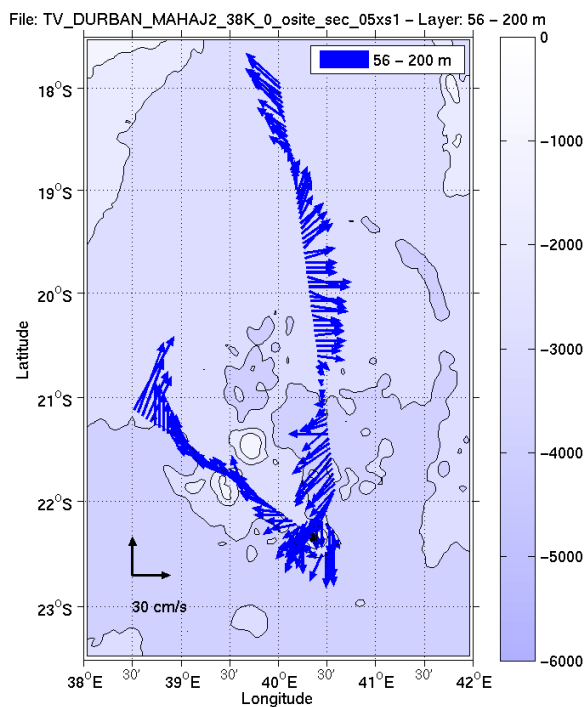 File: TV_DURBAN_MAHAJ2_38K_0_osite_sec_05xs1 – Layer: 56 – 200 m
56 – 200 m
18°S
19°S
20°S
21°S
22°S
23°S
Latitude
30 cm/s
38°E 30' 39°E 30' 40°E 30' 41°E 30' 42°E
Longitude
0
−1000
−2000
−3000
−4000
−5000
−6000